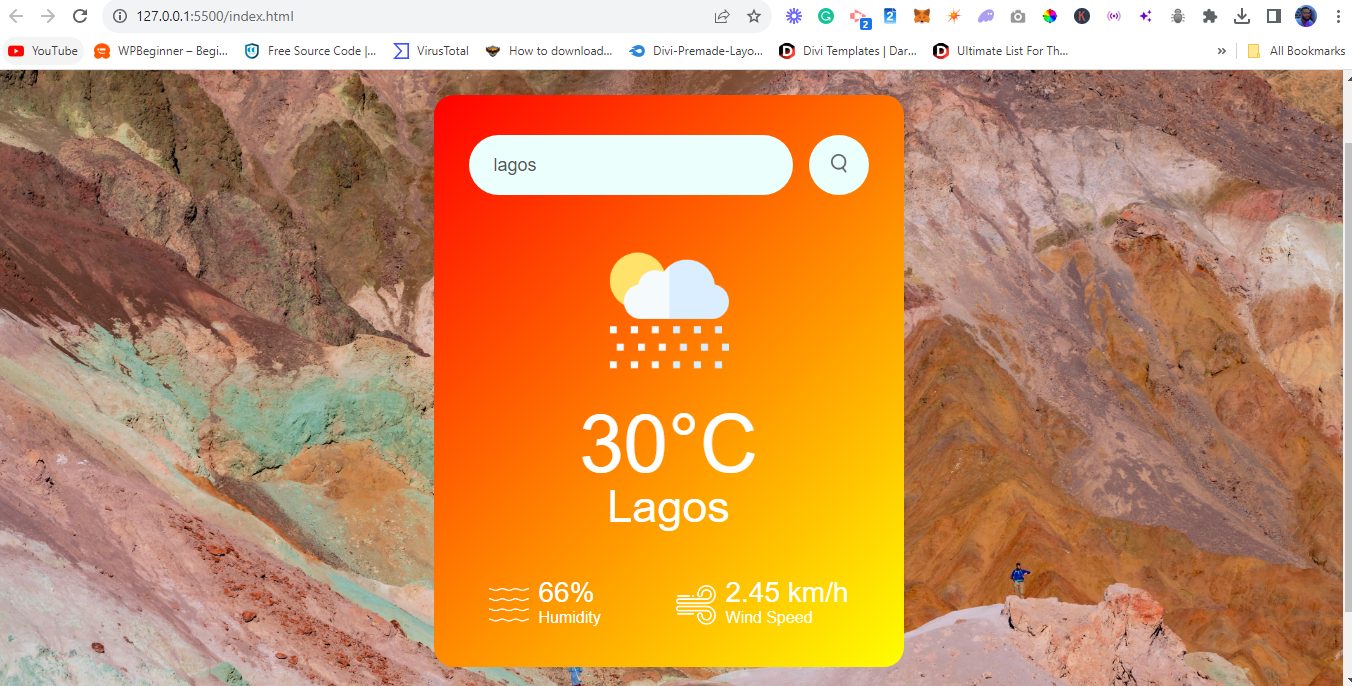 127.0.0.1:5500/index.html
2
2
K
YouTube
WPBeginner – Begi...
Free Source Code |...
VirusTotal
How to download...
Divi-Premade-Layo...
D
Divi Templates | Dar...
D
Ultimate List For Th...
»
All Bookmarks
lagos
30°C
Lagos
66%
Humidity
2.45 km/h
Wind Speed